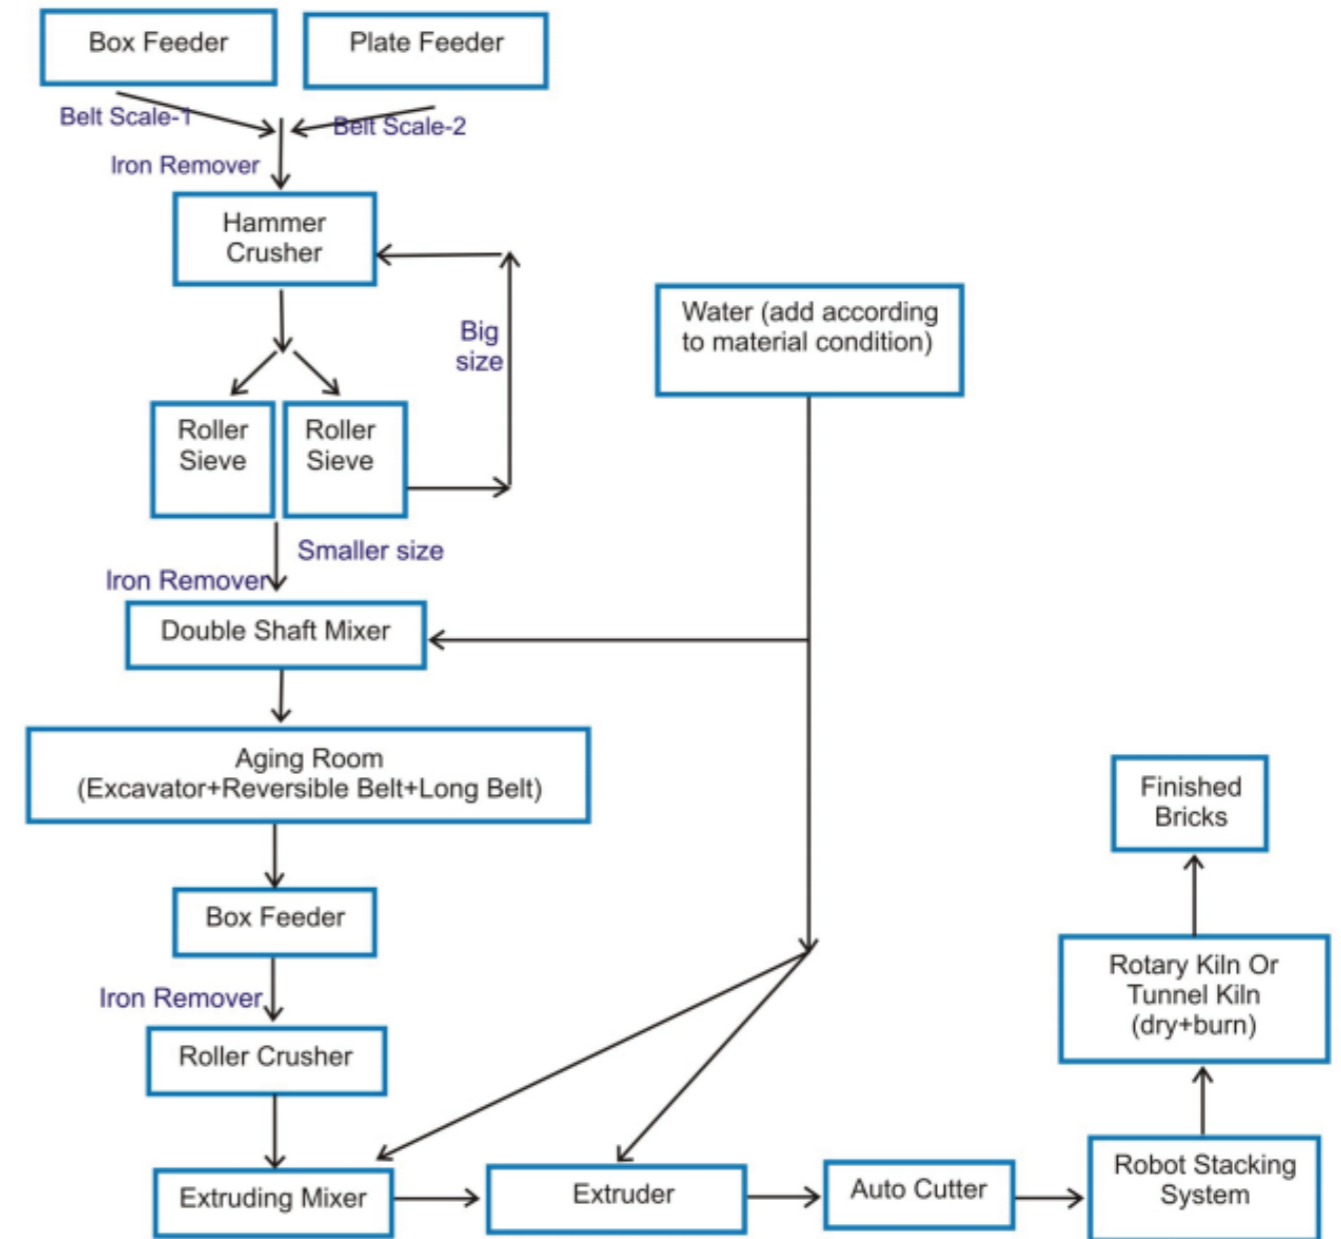 Box Feeder
Plate Feeder
Belt Scale-1
Belt Scale-2
Iron Remover
Hammer
Crusher
Big
size
Water (add according
to material condition)
Roller
Sieve
Roller
Sieve
Smaller size
Iron Remover
Double Shaft Mixer
Aging Room
(Excavator+Reversible Belt+Long Belt)
Box Feeder
Iron Remover
Roller Crusher
Extruding Mixer
Extruder
Auto Cutter
Robot Stacking
System
Rotary Kiln Or
Tunnel Kiln
(dry+burn)
Finished
Bricks